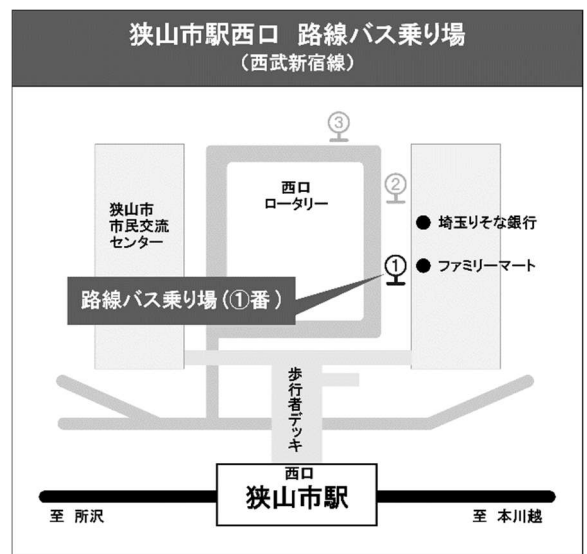 狭山市駅西口 路線バス乗り場
(西武新宿線)
③
②
西口
ロータリー
狭山市
市民交流
センター
埼玉りそな銀行
①
ファミリーマート
路線バス乗り場(①番)
歩行者デッキ
西口
狭山市駅
至 所沢
至 本川越